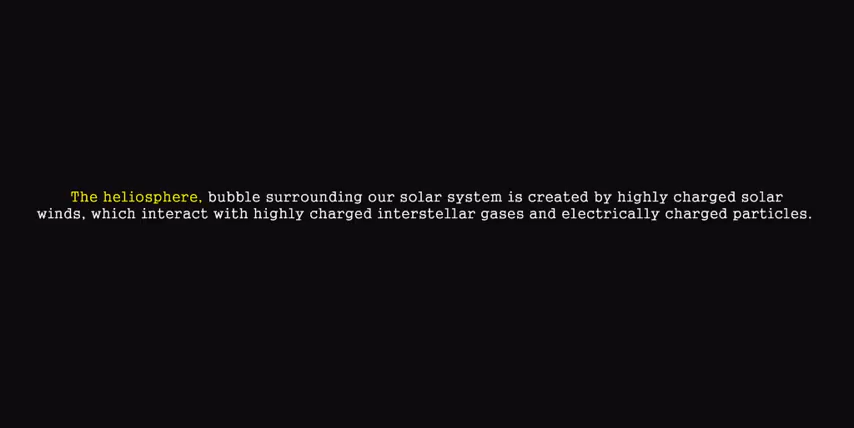 The heliosphere, bubble surrounding our solar system is created by highly charged solar
winds, which interact with highly charged interstellar gases and electrically charged particles.